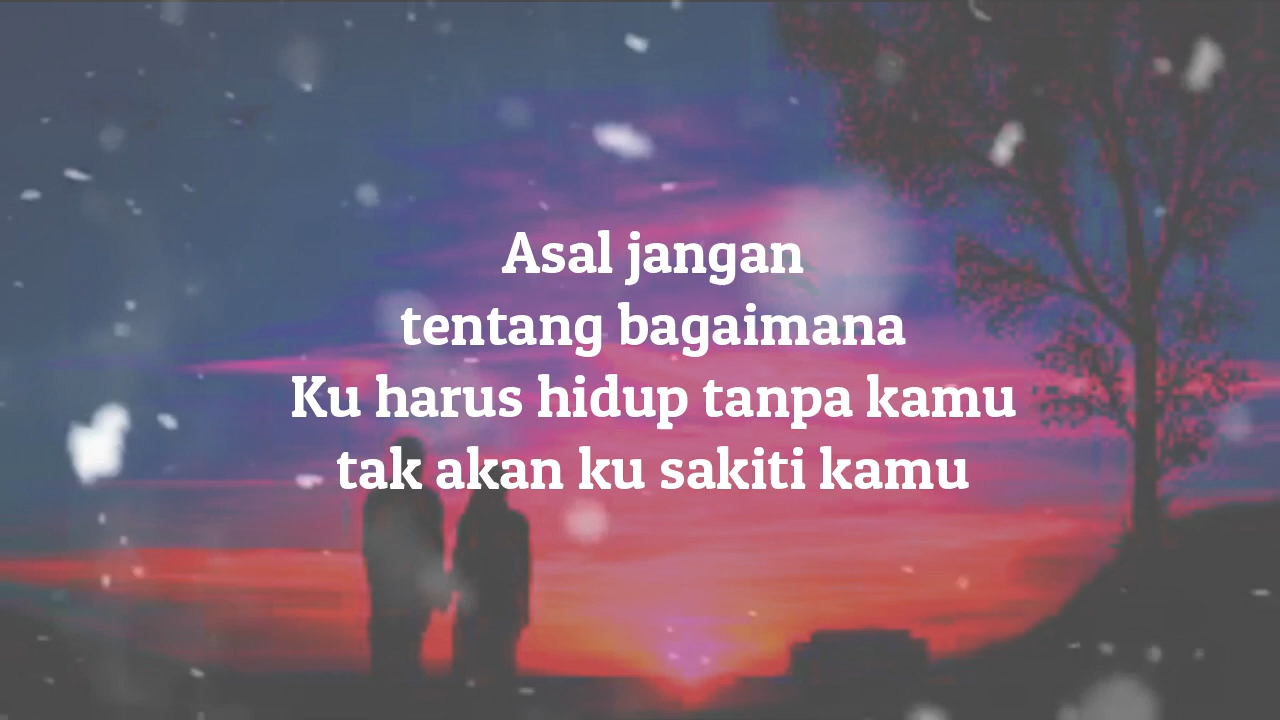 Asal jangan
tentang bagaimana
Ku harus hidup tanpa kamu
tak akan ku sakiti kamu